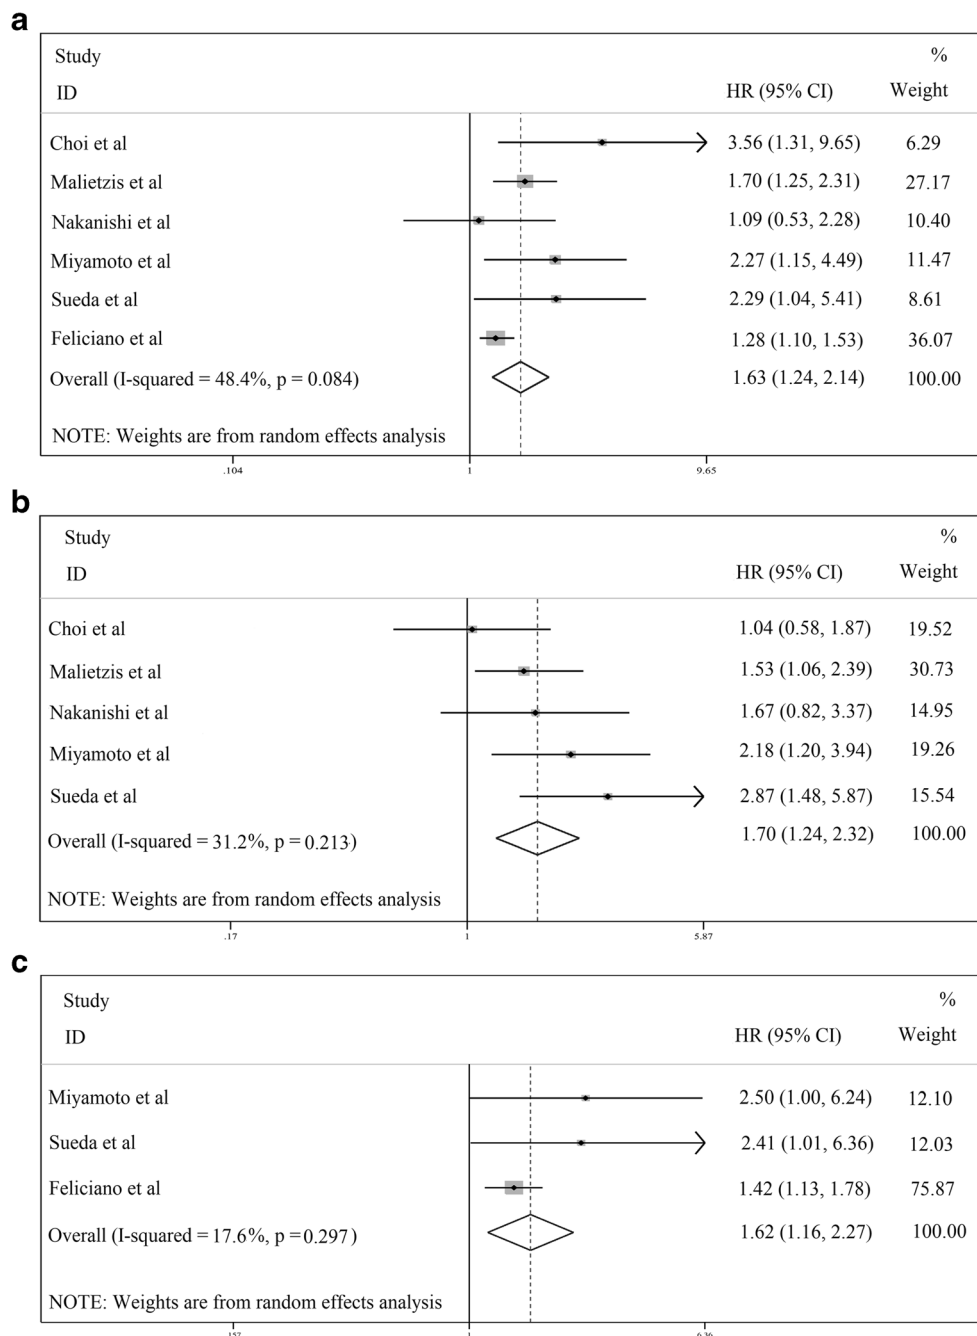 a
Study %
ID HR (95% CI) Weight
Choi et al 3.56 (1.31, 9.65) 6.29
Malietzis et al 1.70 (1.25, 2.31) 27.17
Nakanishi et al 1.09 (0.53, 2.28) 10.40
Miyamoto et al 2.27 (1.15, 4.49) 11.47
Sueda et al 2.29 (1.04, 5.41) 8.61
Feliciano et al 1.28 (1.10, 1.53) 36.07
Overall (I-squared = 48.4%, p = 0.084) 1.63 (1.24, 2.14) 100.00
NOTE: Weights are from random effects analysis
.104 1 9.65
b
Study %
ID HR (95% CI) Weight
Choi et al 1.04 (0.58, 1.87) 19.52
Malietzis et al 1.53 (1.06, 2.39) 30.73
Nakanishi et al 1.67 (0.82, 3.37) 14.95
Miyamoto et al 2.18 (1.20, 3.94) 19.26
Sueda et al 2.87 (1.48, 5.87) 15.54
Overall (I-squared = 31.2%, p = 0.213) 1.70 (1.24, 2.32) 100.00
NOTE: Weights are from random effects analysis
.17 1 5.87
c
Study %
ID HR (95% CI) Weight
Miyamoto et al 2.50 (1.00, 6.24) 12.10
Sueda et al 2.41 (1.01, 6.36) 12.03
Feliciano et al 1.42 (1.13, 1.78) 75.87
Overall (I-squared = 17.6%, p = 0.297) 1.62 (1.16, 2.27) 100.00
NOTE: Weights are from random effects analysis
.157 1 6.36